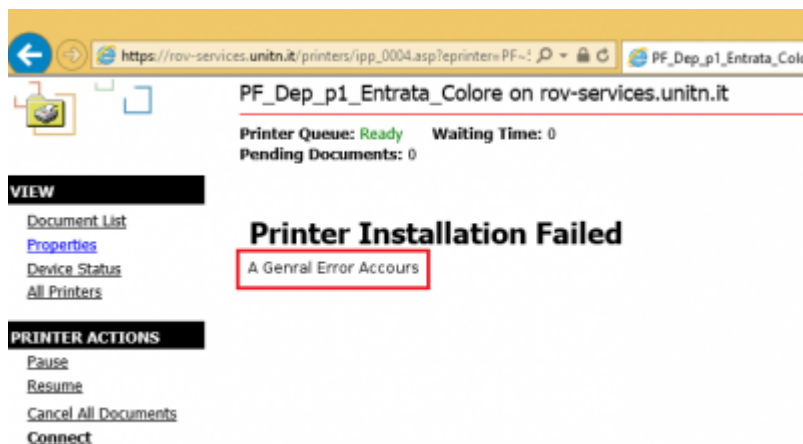 https://rov-services.unitn.it/printers/ipp_0004.asp?eprinter=PF~
PF_Dep_p1_Entrata_Col
PF_Dep_p1_Entrata_Colore on rov-services.unitn.it
Printer Queue: Ready Waiting Time: 0
Pending Documents: 0
VIEW
Document List
Properties
Device Status
All Printers
Printer Installation Failed
A Genral Error Accours
PRINTER ACTIONS
Pause
Resume
Cancel All Documents
Connect